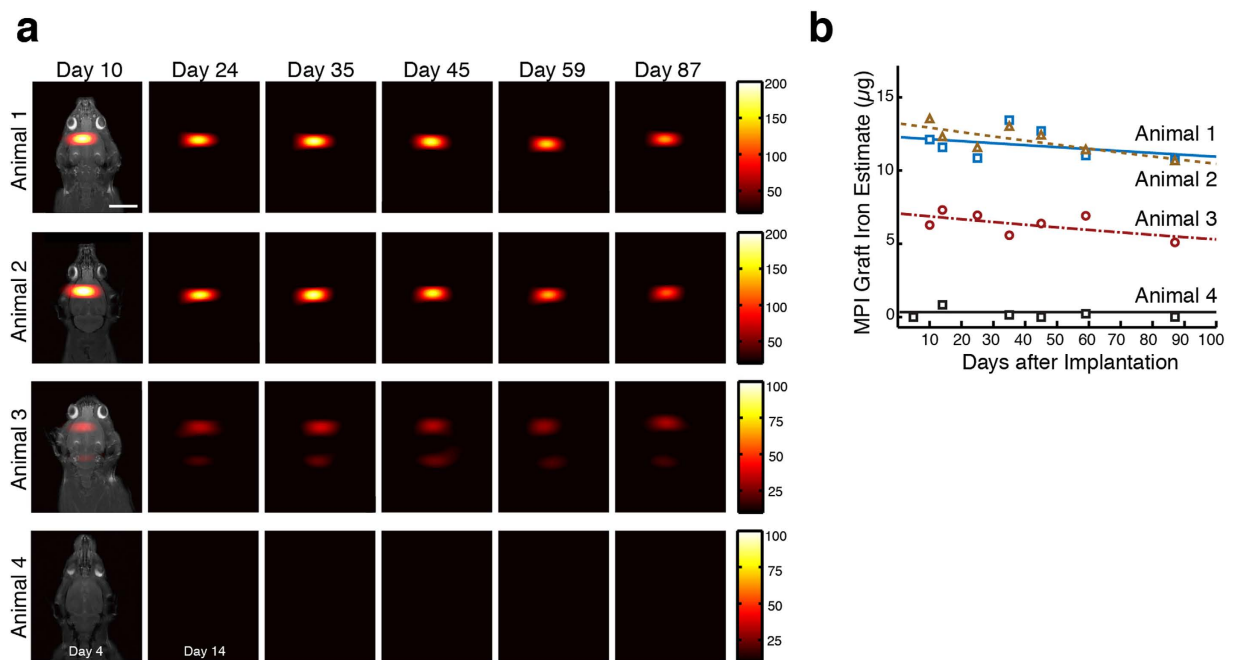 a
Day 10 Day 24 Day 35 Day 45 Day 59 Day 87
Animal 1
200
150
100
50
Animal 2
200
150
100
50
Animal 3
100
75
50
25
Animal 4
Day 4
Day 14
100
75
50
25
b
MPI Graft Iron Estimate (µg)
15
10
5
0
Animal 1
Animal 2
Animal 3
Animal 4
10 20 30 40 50 60 70 80 90 100
Days after Implantation